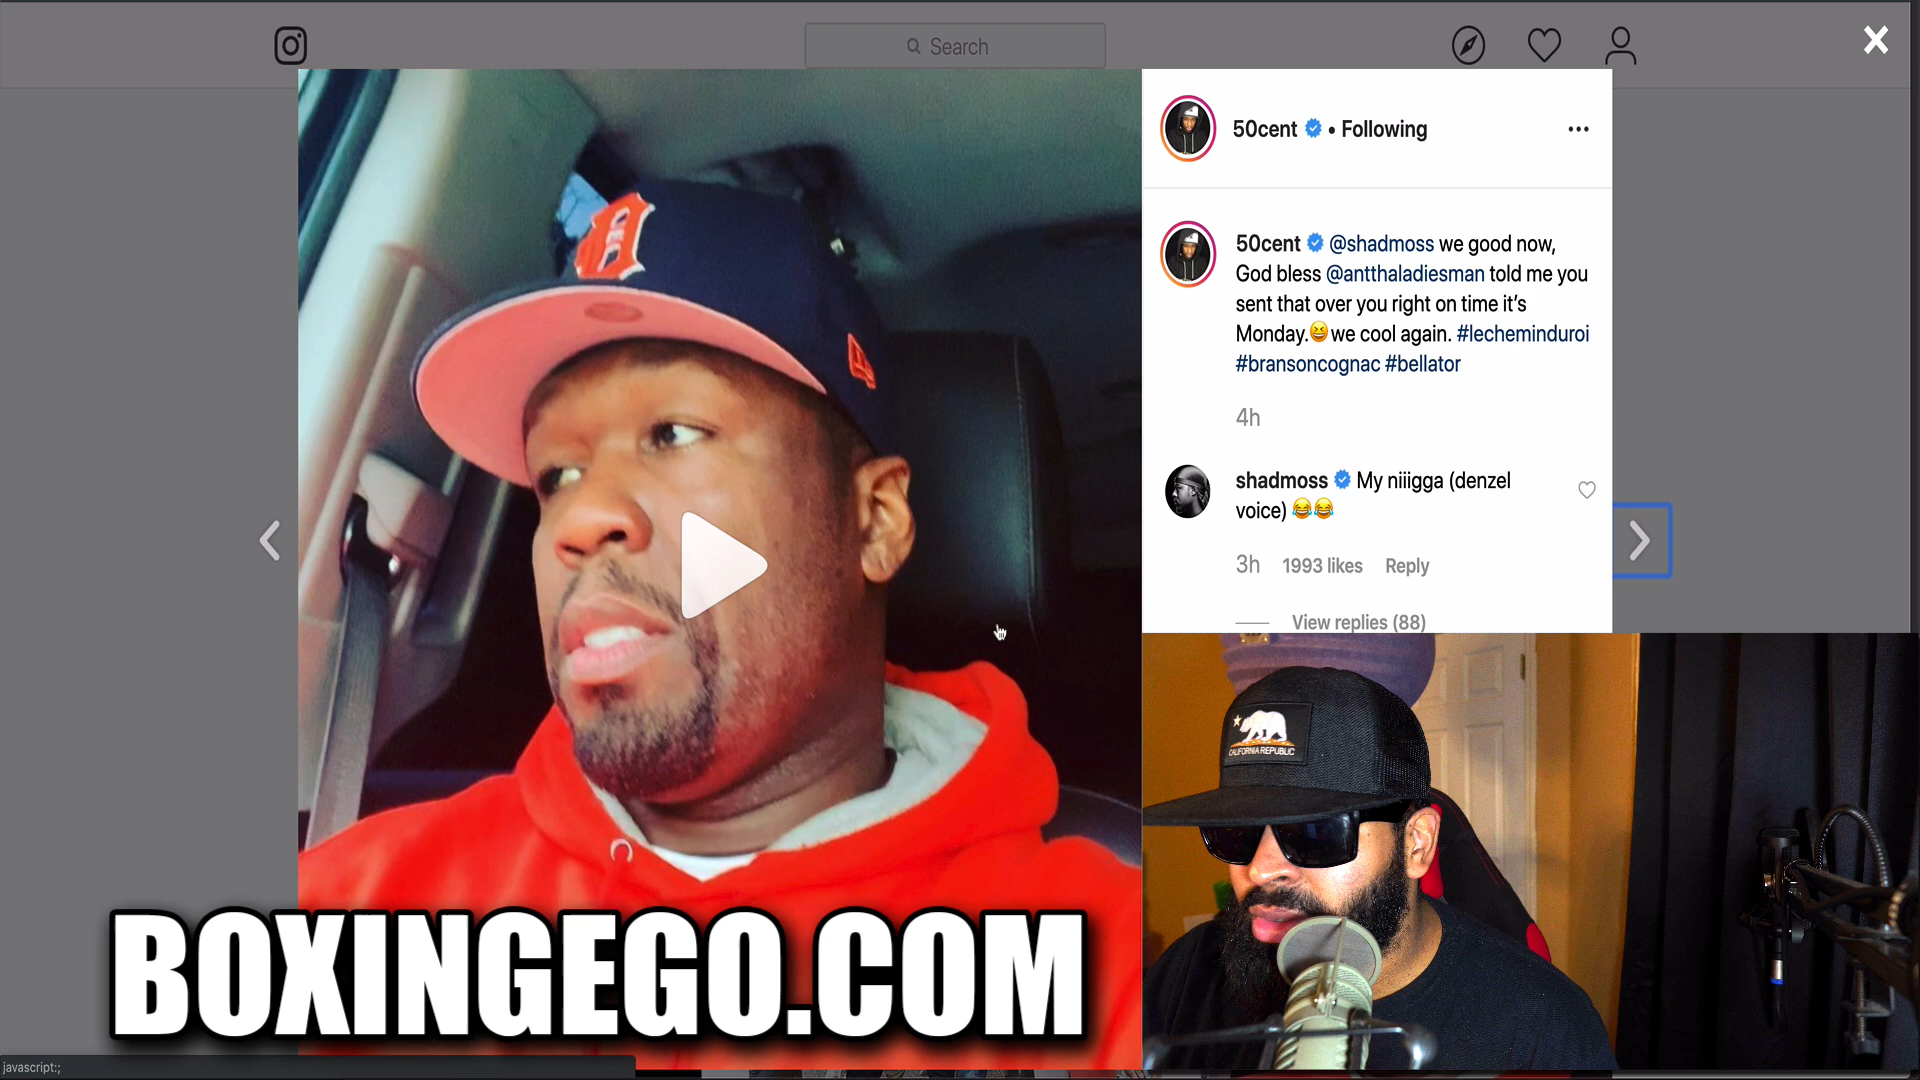 Search
50cent • Following
50cent @shadmoss we good now,
God bless @antthaladiesman told me you
sent that over you right on time it's
Monday.😆we cool again. #lecheminduroi
#bransoncognac #bellator
4h
shadmoss My niiigga (denzel
voice) 😂😂
3h 1993 likes Reply
View replies (88)
D
CALIFORNIA REPUBLIC
BOXINGEGO.COM
javascript:;